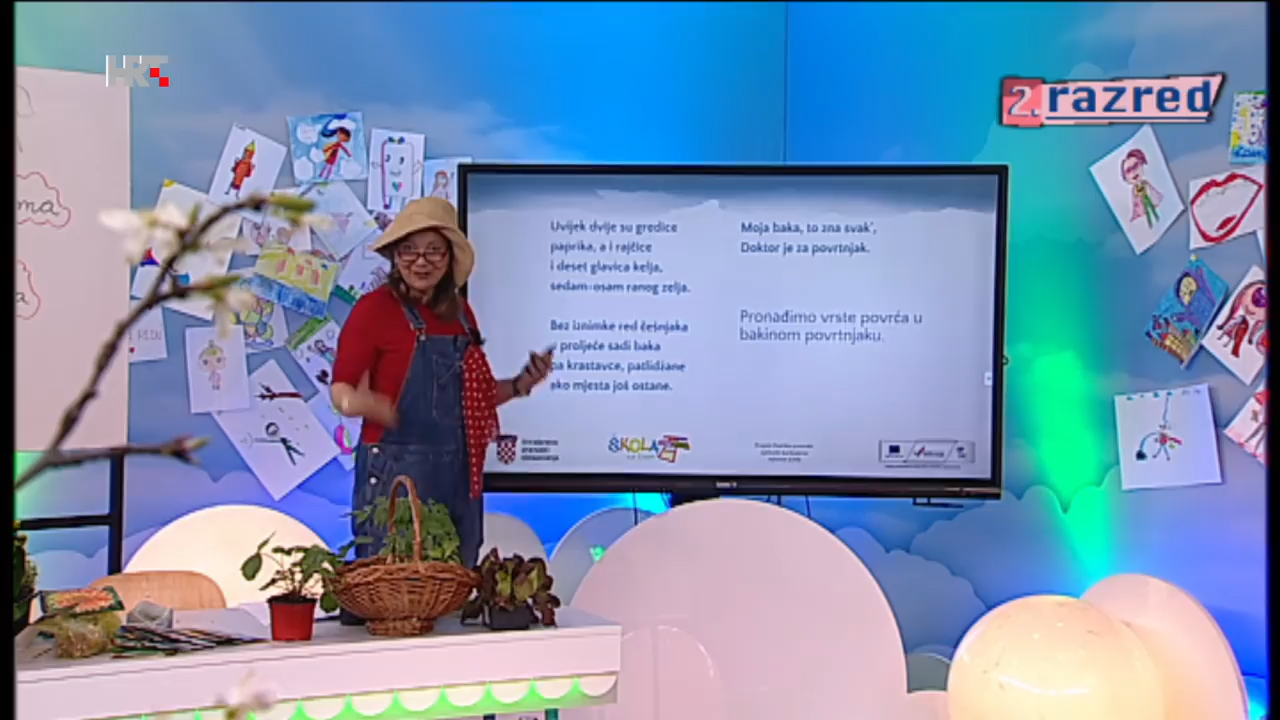 HRT
2. razred
ma
a
Uvijek dvije su gredice
paprika, a i rajčice
i deset glavica kelja,
sedam-osam ranog zelja.
Bez iznimke red češnjaka
proljeće sadi baka
pa krastavce, patlidžane
ako mjesta još ostane.
Moja baka, to zna svak',
Doktor je za povrtnjak.
Pronađimo vrste povrća u
bakinom povrtnjaku.
ŠKOLA